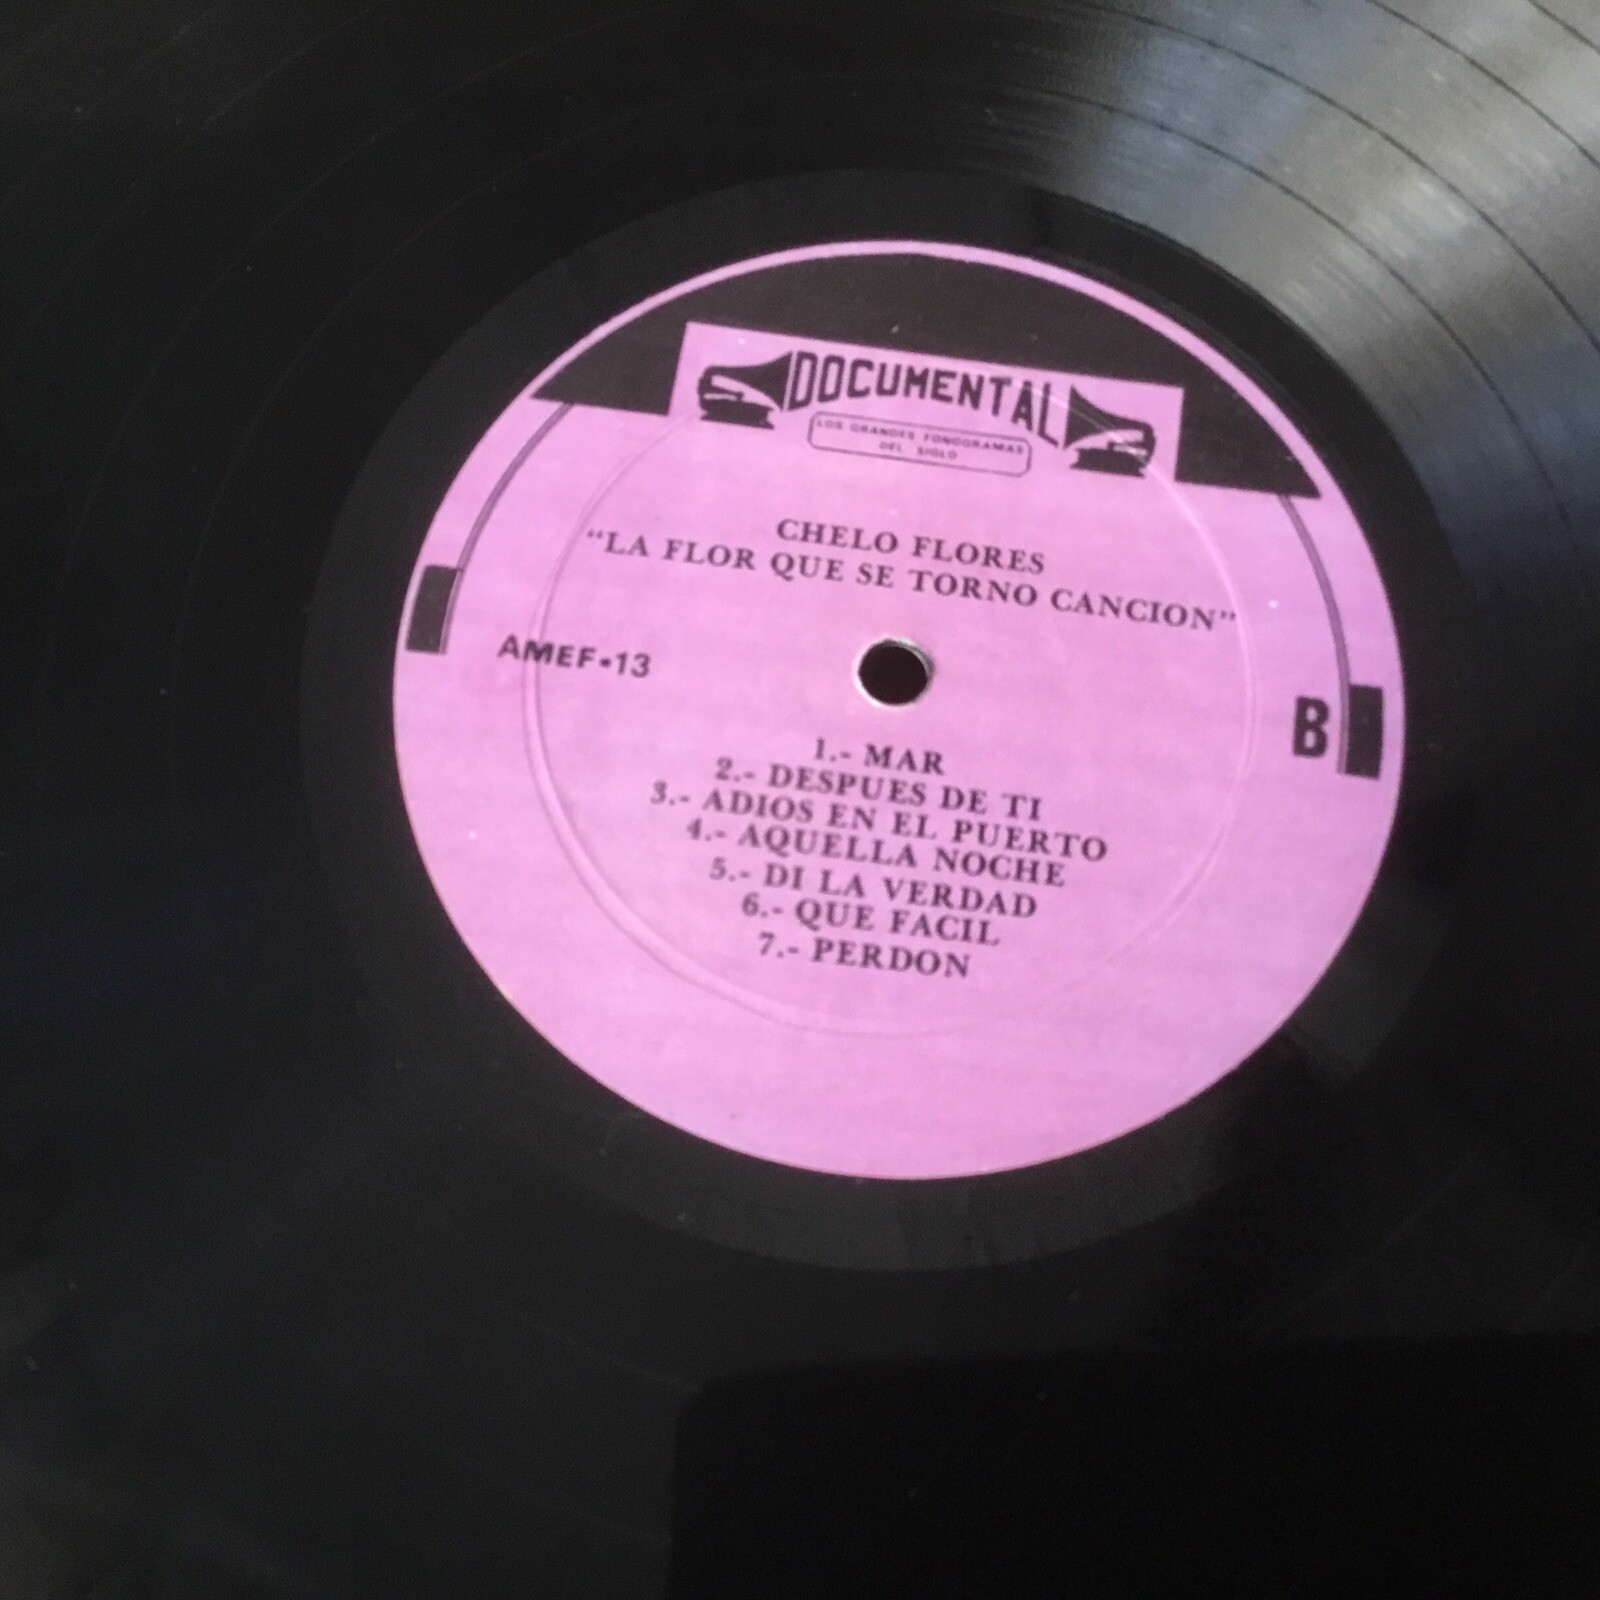 DOCUMENTAL
LOS GRANDES FONOGRAMAS
DEL SIGLO
CHELO FLORES
“LA FLOR QUE SE TORNO CANCION”
AMEF•13
B
1.- MAR
2.- DESPUES DE TI
3.- ADIOS EN EL PUERTO
4.- AQUELLA NOCHE
5.- DI LA VERDAD
6.- QUE FACIL
7.- PERDON